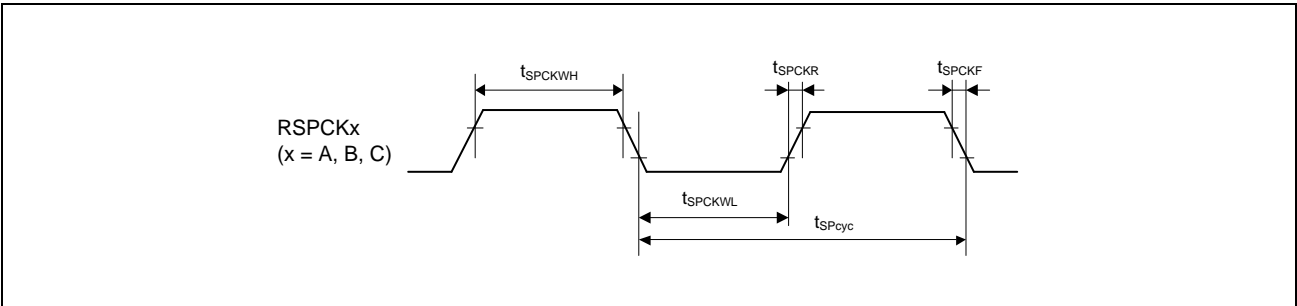 tSPCKWH
tSPCKR
tSPCKF
RSPCKx
(x = A, B, C)
tSPCKWL
tSPcyc